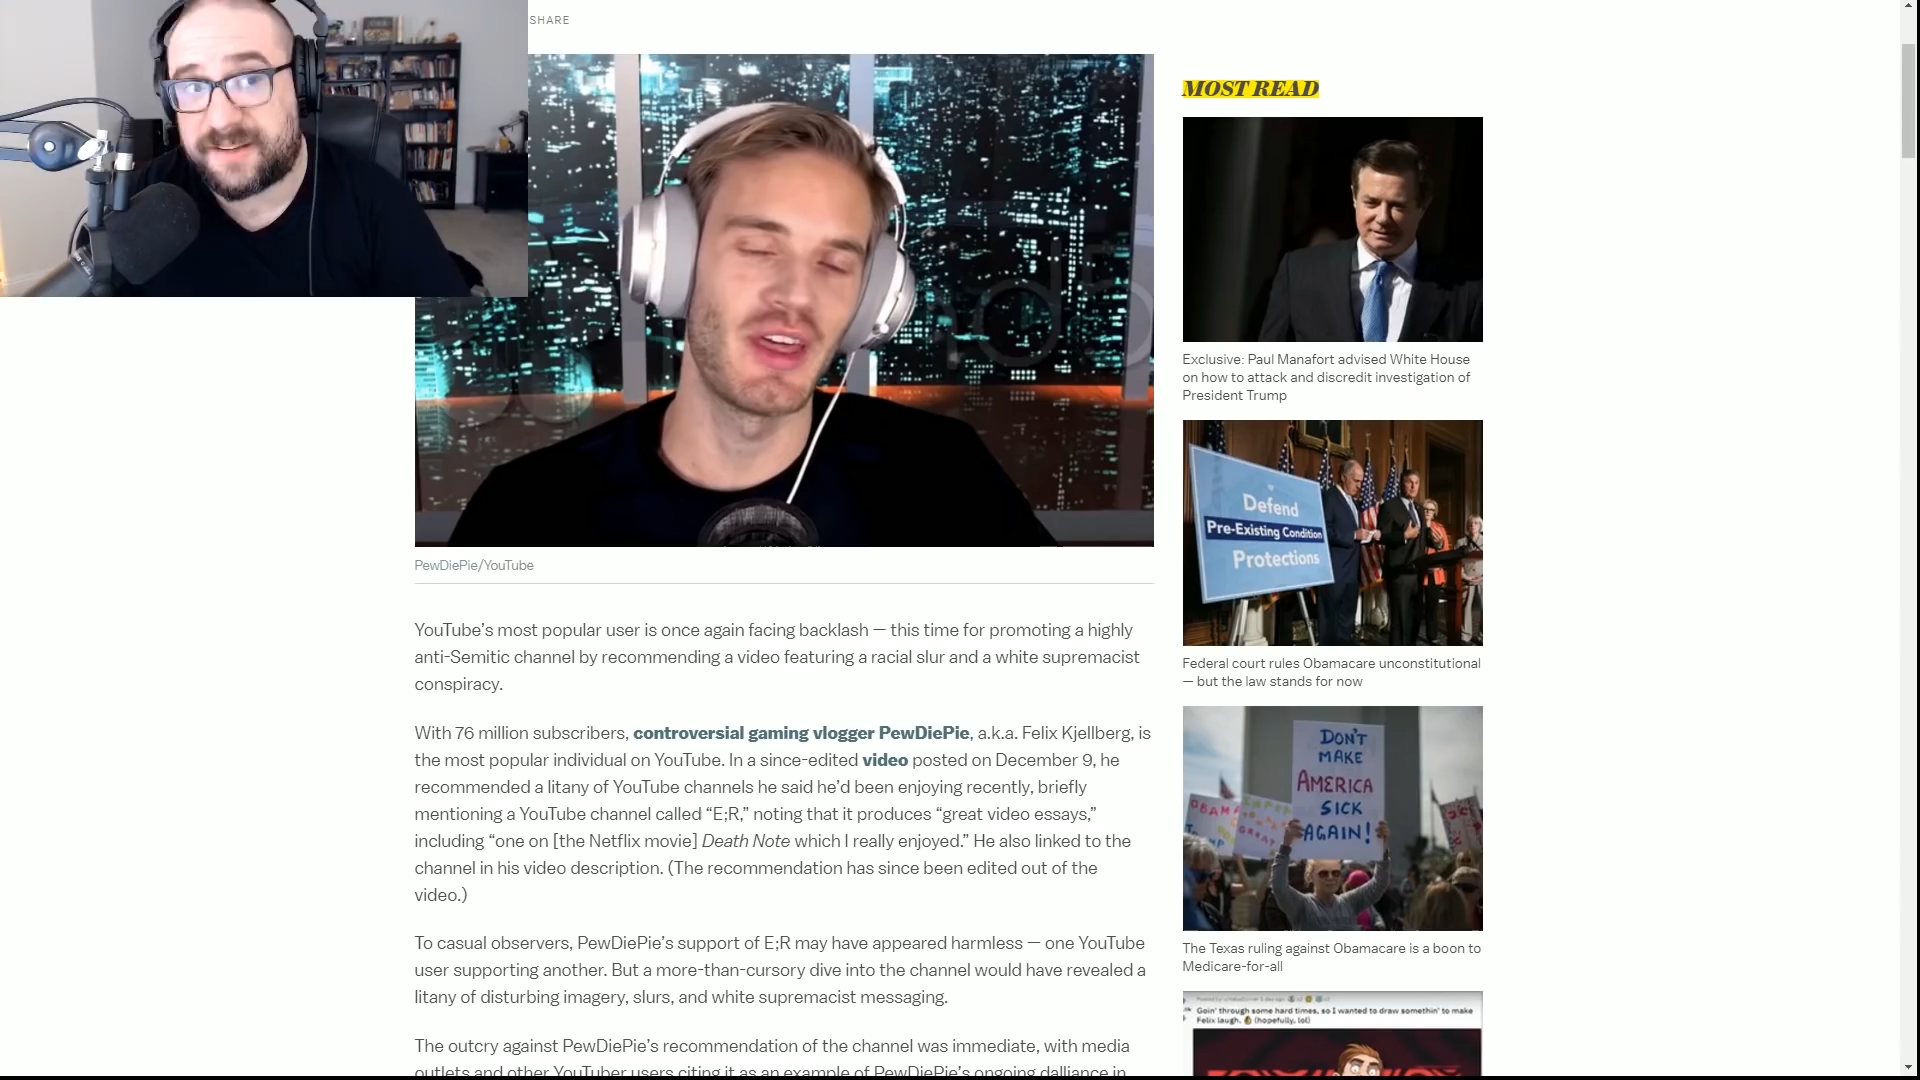 SHARE
PewDiePie/YouTube
YouTube's most popular user is once again facing backlash — this time for promoting a highly
anti-Semitic channel by recommending a video featuring a racial slur and a white supremacist
conspiracy.
With 76 million subscribers, controversial gaming vlogger PewDiePie, a.k.a. Felix Kjellberg, is
the most popular individual on YouTube. In a since-edited video posted on December 9, he
recommended a litany of YouTube channels he said he'd been enjoying recently, briefly
mentioning a YouTube channel called “E;R,” noting that it produces “great video essays,”
including “one on [the Netflix movie] Death Note which I really enjoyed.” He also linked to the
channel in his video description. (The recommendation has since been edited out of the
video.)
To casual observers, PewDiePie's support of E;R may have appeared harmless — one YouTube
user supporting another. But a more-than-cursory dive into the channel would have revealed a
litany of disturbing imagery, slurs, and white supremacist messaging.
The outcry against PewDiePie's recommendation of the channel was immediate, with media
outlets and other YouTuber users citing it as an example of PewDiePie's ongoing dalliance in
MOST READ
Exclusive: Paul Manafort advised White House
on how to attack and discredit investigation of
President Trump
Defend
Pre-Existing Condition
Protections
Federal court rules Obamacare unconstitutional
— but the law stands for now
DON'T
MAKE
AMERICA
SICK
AGAIN!
The Texas ruling against Obamacare is a boon to
Medicare-for-all
Goin' through some hard times, so I wanted to draw somethin' to make
Felix laugh. (hopefully, lol)